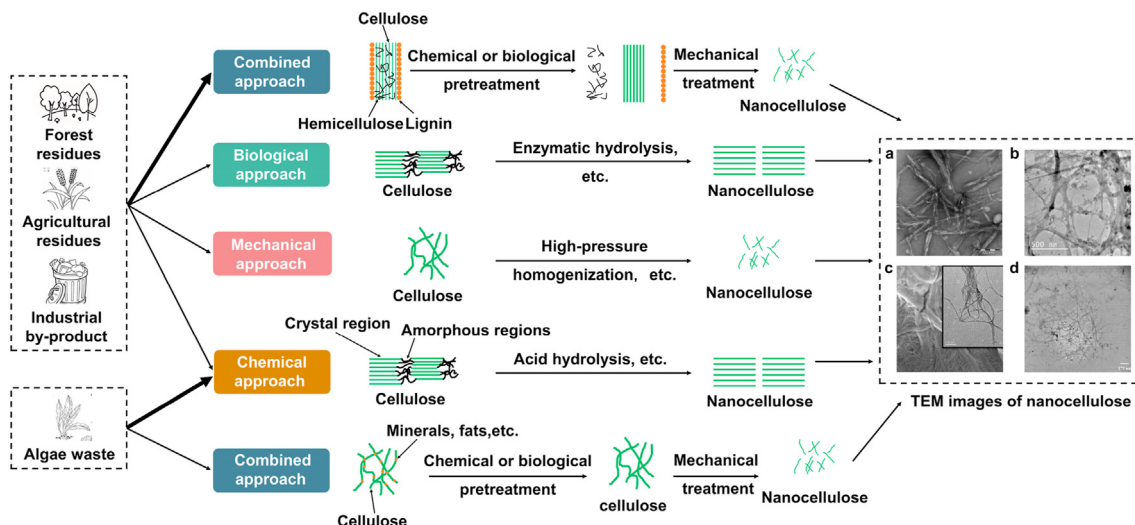 Forest
residues
Agricultural
residues
Industrial
by-product
Algae waste
Combined
approach
Cellulose
Hemicellulose
Lignin
Chemical or biological
pretreatment
Mechanical
treatment
Nanocellulose
Biological
approach
Cellulose
Enzymatic hydrolysis,
etc.
Nanocellulose
Mechanical
approach
Cellulose
High-pressure
homogenization, etc.
Nanocellulose
Chemical
approach
Crystal region
Amorphous regions
Cellulose
Acid hydrolysis, etc.
Nanocellulose
Combined
approach
Minerals, fats,etc.
Cellulose
Chemical or biological
pretreatment
cellulose
Mechanical
treatment
Nanocellulose
a
b
500 nm
c
d
TEM images of nanocellulose